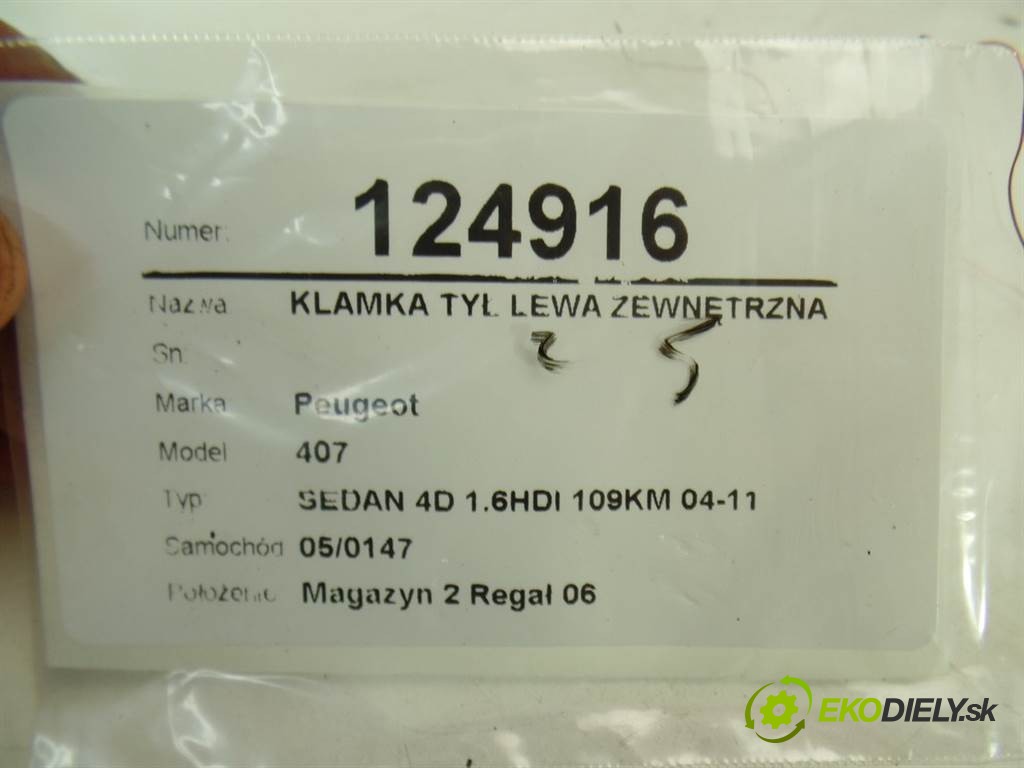 Numer: 124916
Nazwa KLAMKA TYŁ LEWA ZEWNĘTRZNA
Sn:
Marka Peugeot
Model 407
Typ SEDAN 4D 1.6HDI 109KM 04-11
Samochód 05/0147
Położenie Magazyn 2 Regał 06
EKODIELY.sk